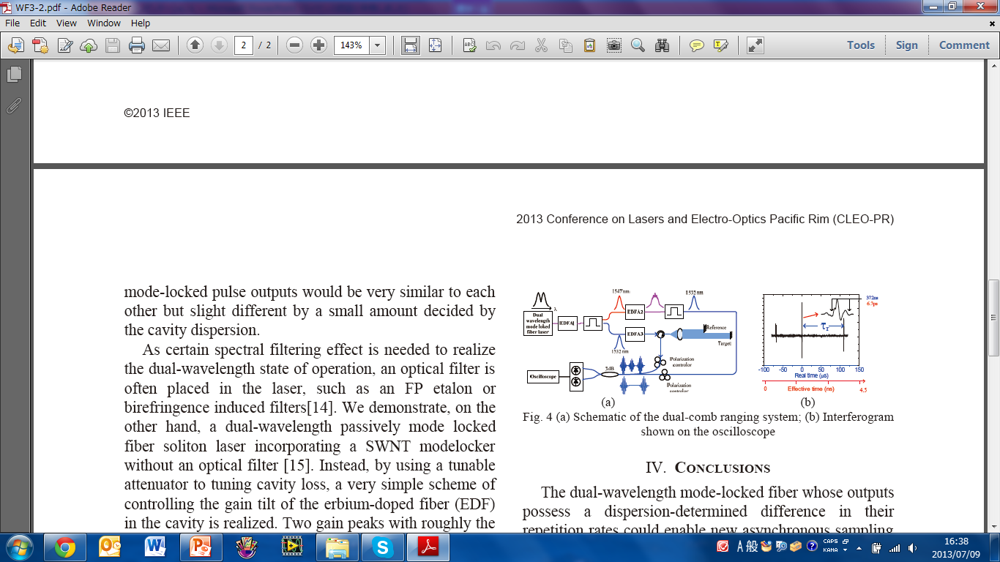 WF3-2.pdf - Adobe Reader
File Edit View Window Help
2 / 2 143% Tools Sign Comment
©2013 IEEE
2013 Conference on Lasers and Electro-Optics Pacific Rim (CLEO-PR)
mode-locked pulse outputs would be very similar to each
other but slight different by a small amount decided by
the cavity dispersion.
As certain spectral filtering effect is needed to realize
the dual-wavelength state of operation, an optical filter is
often placed in the laser, such as an FP etalon or
birefringence induced filters[14]. We demonstrate, on the
other hand, a dual-wavelength passively mode locked
fiber soliton laser incorporating a SWNT modelocker
without an optical filter [15]. Instead, by using a tunable
attenuator to tuning cavity loss, a very simple scheme of
controlling the gain tilt of the erbium-doped fiber (EDF)
in the cavity is realized. Two gain peaks with roughly the
1547nm
1532 nm
λ
Dual
wavelength
mode loked
fiber laser
EDFA1
EDFA2
EDFA3
1532 nm
Reference
Target
Polarization
controlor
Polarization
controlor
3dB
Oscilloscope
(a)
372ns
6.7ps
τr
-100 -50 0 50 100 150
Real time (μs)
0 Effective time (ns) 4.5
(b)
Fig. 4 (a) Schematic of the dual-comb ranging system; (b) Interferogram
shown on the oscilloscope
IV. CONCLUSIONS
The dual-wavelength mode-locked fiber whose outputs
possess a dispersion-determined difference in their
repetition rates could enable new asynchronous sampling
A 般 CAPS KANA
16:38
2013/07/09